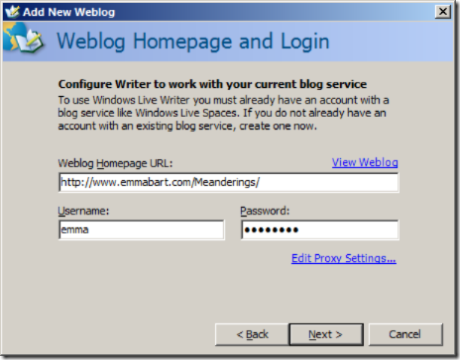 Add New Weblog
Weblog Homepage and Login
Configure Writer to work with your current blog service
To use Windows Live Writer you must already have an account with a
blog service like Windows Live Spaces. If you do not already have an
account with an existing blog service, create one now.
Weblog Homepage URL: View Weblog
http://www.emmabart.com/Meanderings/
Username: Password:
emma ●●●●●●●●
Edit Proxy Settings...
< Back Next > Cancel